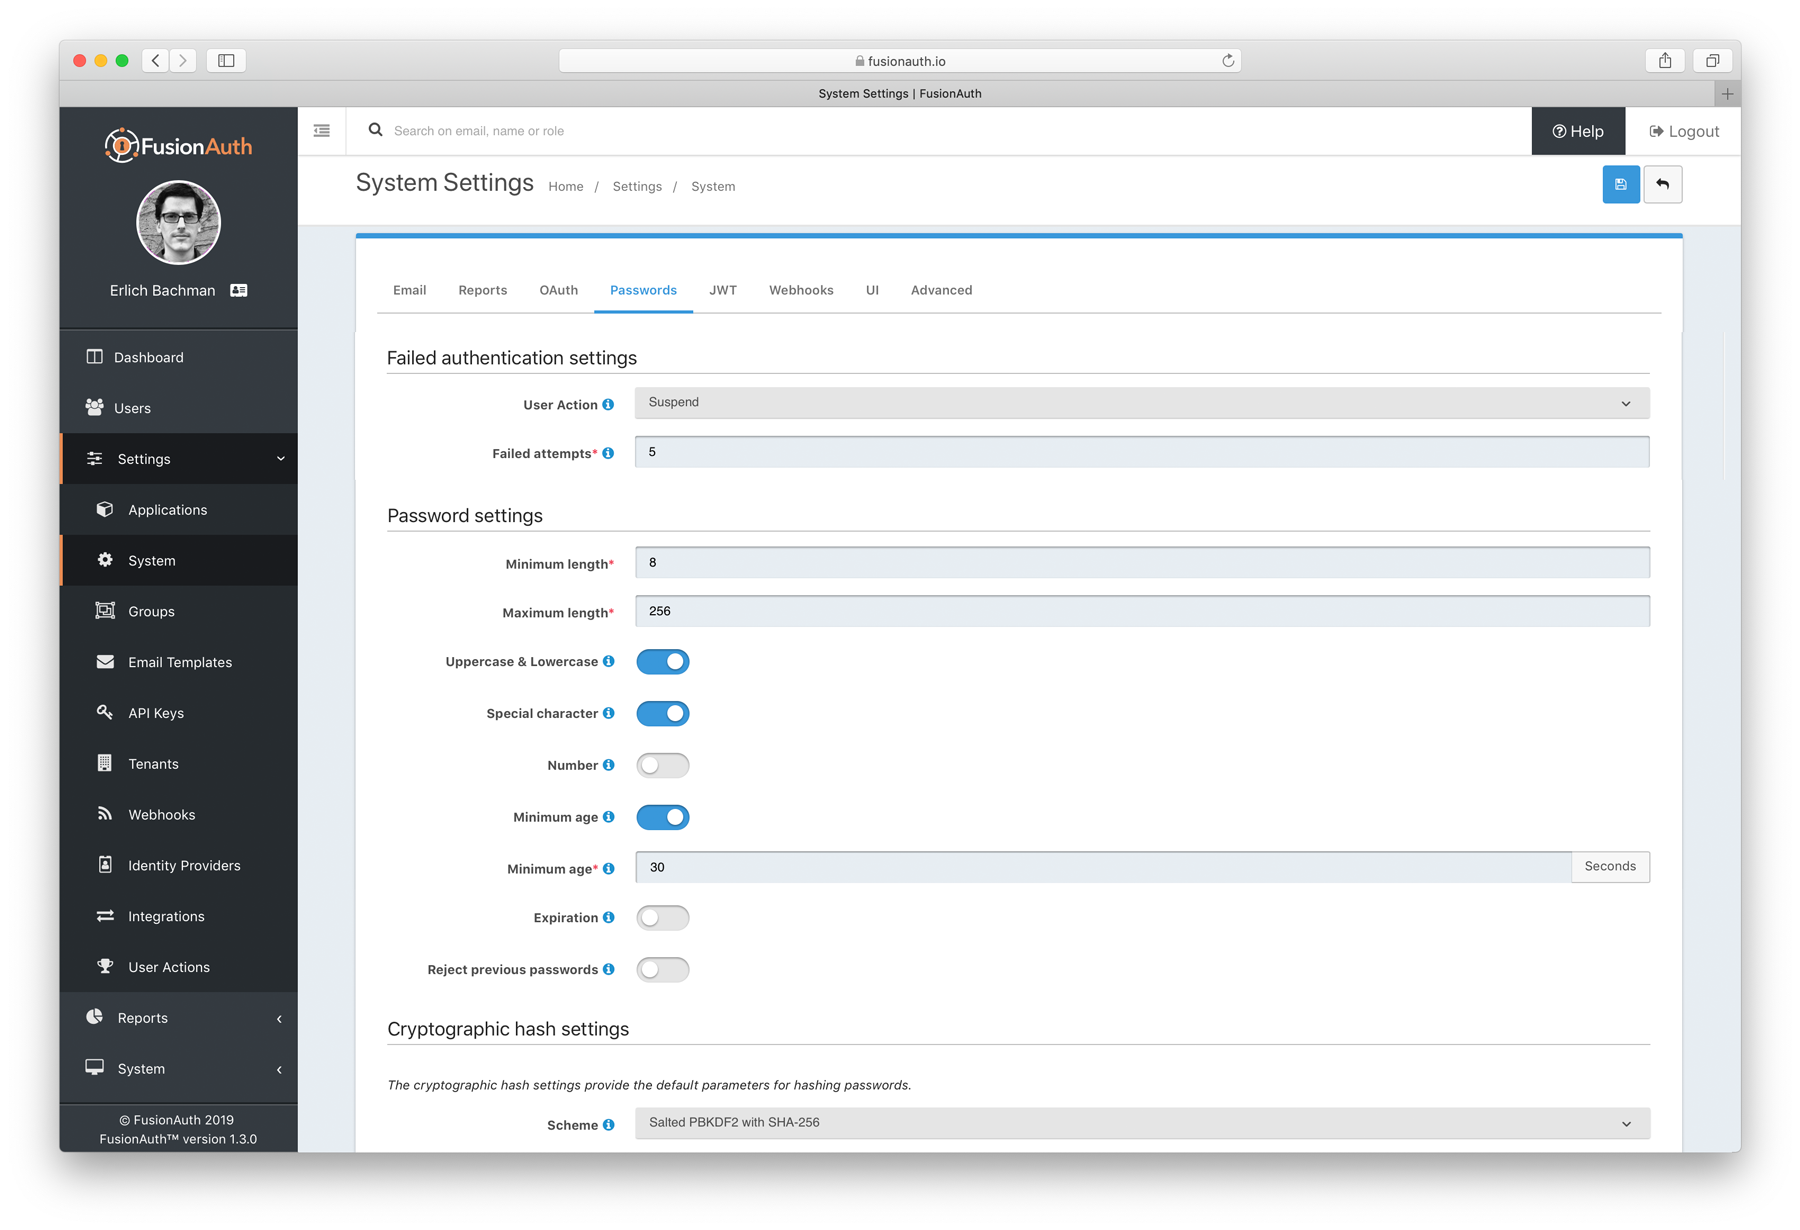 fusionauth.io
System Settings | FusionAuth
FusionAuth
Search on email, name or role
Help
Logout
System Settings
Home / Settings / System
Erlich Bachman
Dashboard
Users
Settings
Applications
System
Groups
Email Templates
API Keys
Tenants
Webhooks
Identity Providers
Integrations
User Actions
Reports
System
© FusionAuth 2019
FusionAuth™ version 1.3.0
Email Reports OAuth Passwords JWT Webhooks UI Advanced
Failed authentication settings
User Action Suspend
Failed attempts* 5
Password settings
Minimum length* 8
Maximum length* 256
Uppercase & Lowercase
Special character
Number
Minimum age
Minimum age* 30 Seconds
Expiration
Reject previous passwords
Cryptographic hash settings
The cryptographic hash settings provide the default parameters for hashing passwords.
Scheme Salted PBKDF2 with SHA-256